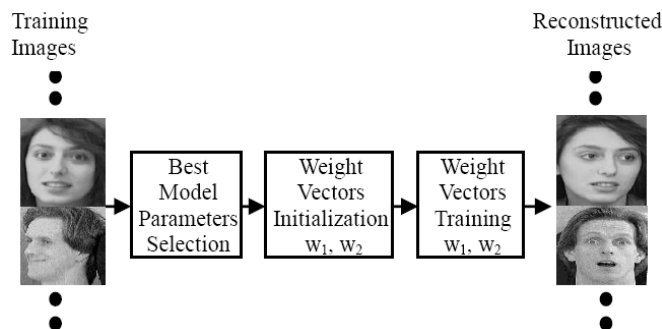 Training
Images
Reconstructed
Images
Best
Model
Parameters
Selection
Weight
Vectors
Initialization
w₁, w₂
Weight
Vectors
Training
w₁, w₂